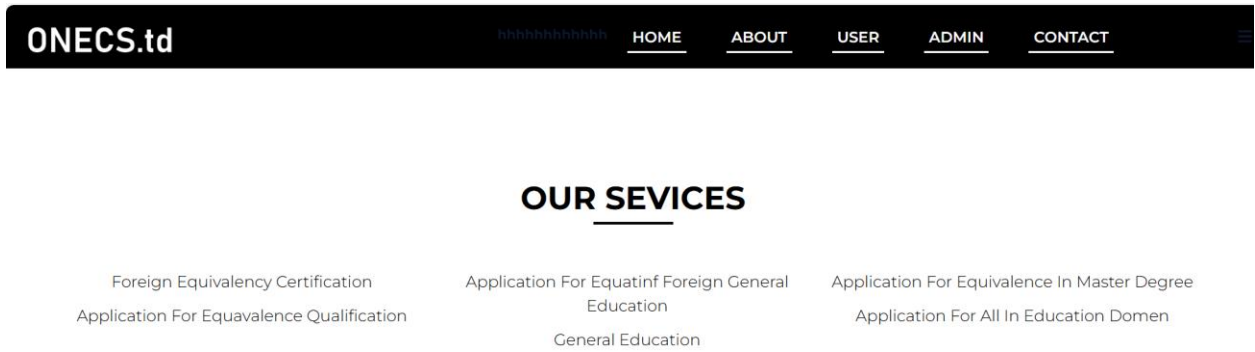 ONECS.td
hhhhhhhhhhhh HOME ABOUT USER ADMIN CONTACT
OUR SEVICES
Foreign Equivalency Certification
Application For Equavalence Qualification
Application For Equatinf Foreign General
Education
General Education
Application For Equivalence In Master Degree
Application For All In Education Domen